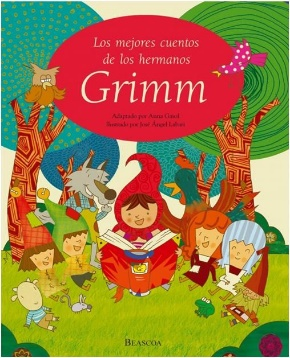 Los mejores cuentos
de los hermanos
Grimm
Adaptado por Anna Gasol
Ilustrado por José Ángel Labari
BEASCOA